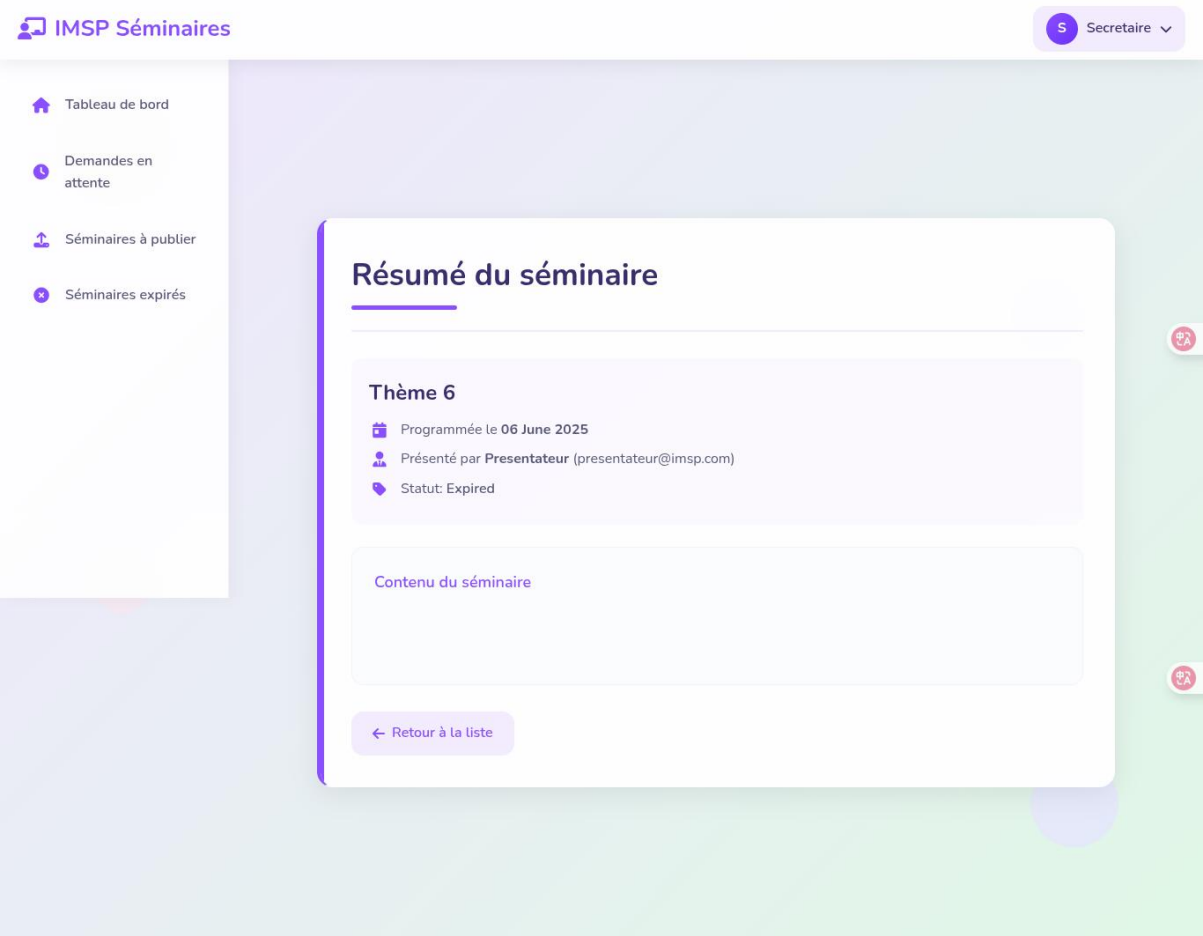 IMSP Séminaires
S
Secretaire
Tableau de bord
Demandes en
attente
Séminaires à publier
Séminaires expirés
Résumé du séminaire
Thème 6
Programmée le 06 June 2025
Présenté par Presentateur (presentateur@imsp.com)
Statut: Expired
Contenu du séminaire
Retour à la liste